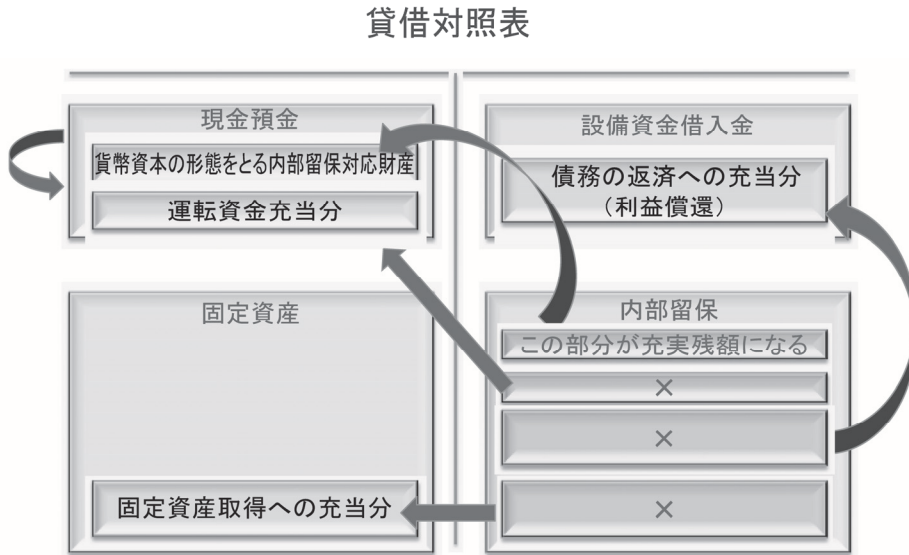 貸借対照表
現金預金
貨幣資本の形態をとる内部留保対応財産
運転資金充当分
設備資金借入金
債務の返済への充当分
（利益償還）
固定資産
固定資産取得への充当分
内部留保
この部分が充実残額になる
×
×
×